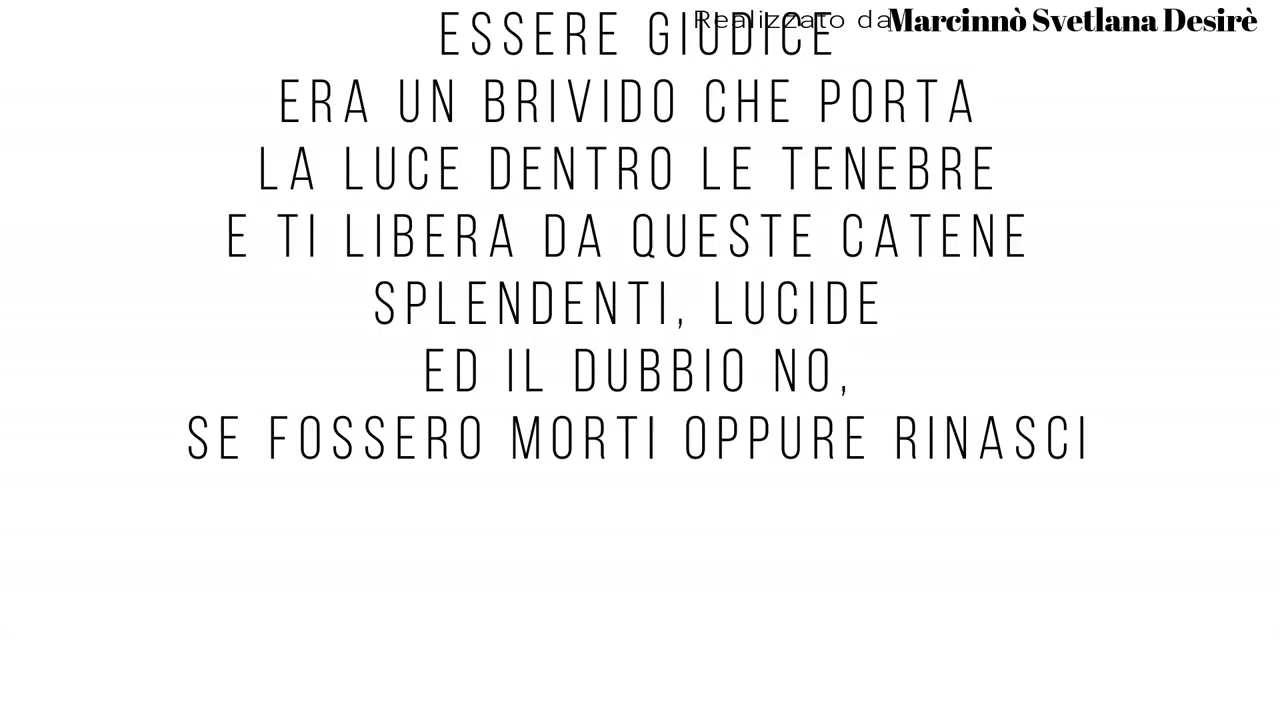 Realizzato da Marcinnò Svetlana Desirè
ESSERE GIUDICE
ERA UN BRIVIDO CHE PORTA
LA LUCE DENTRO LE TENEBRE
E TI LIBERA DA QUESTE CATENE
SPLENDENTI, LUCIDE
ED IL DUBBIO NO,
SE FOSSERO MORTI OPPURE RINASCI